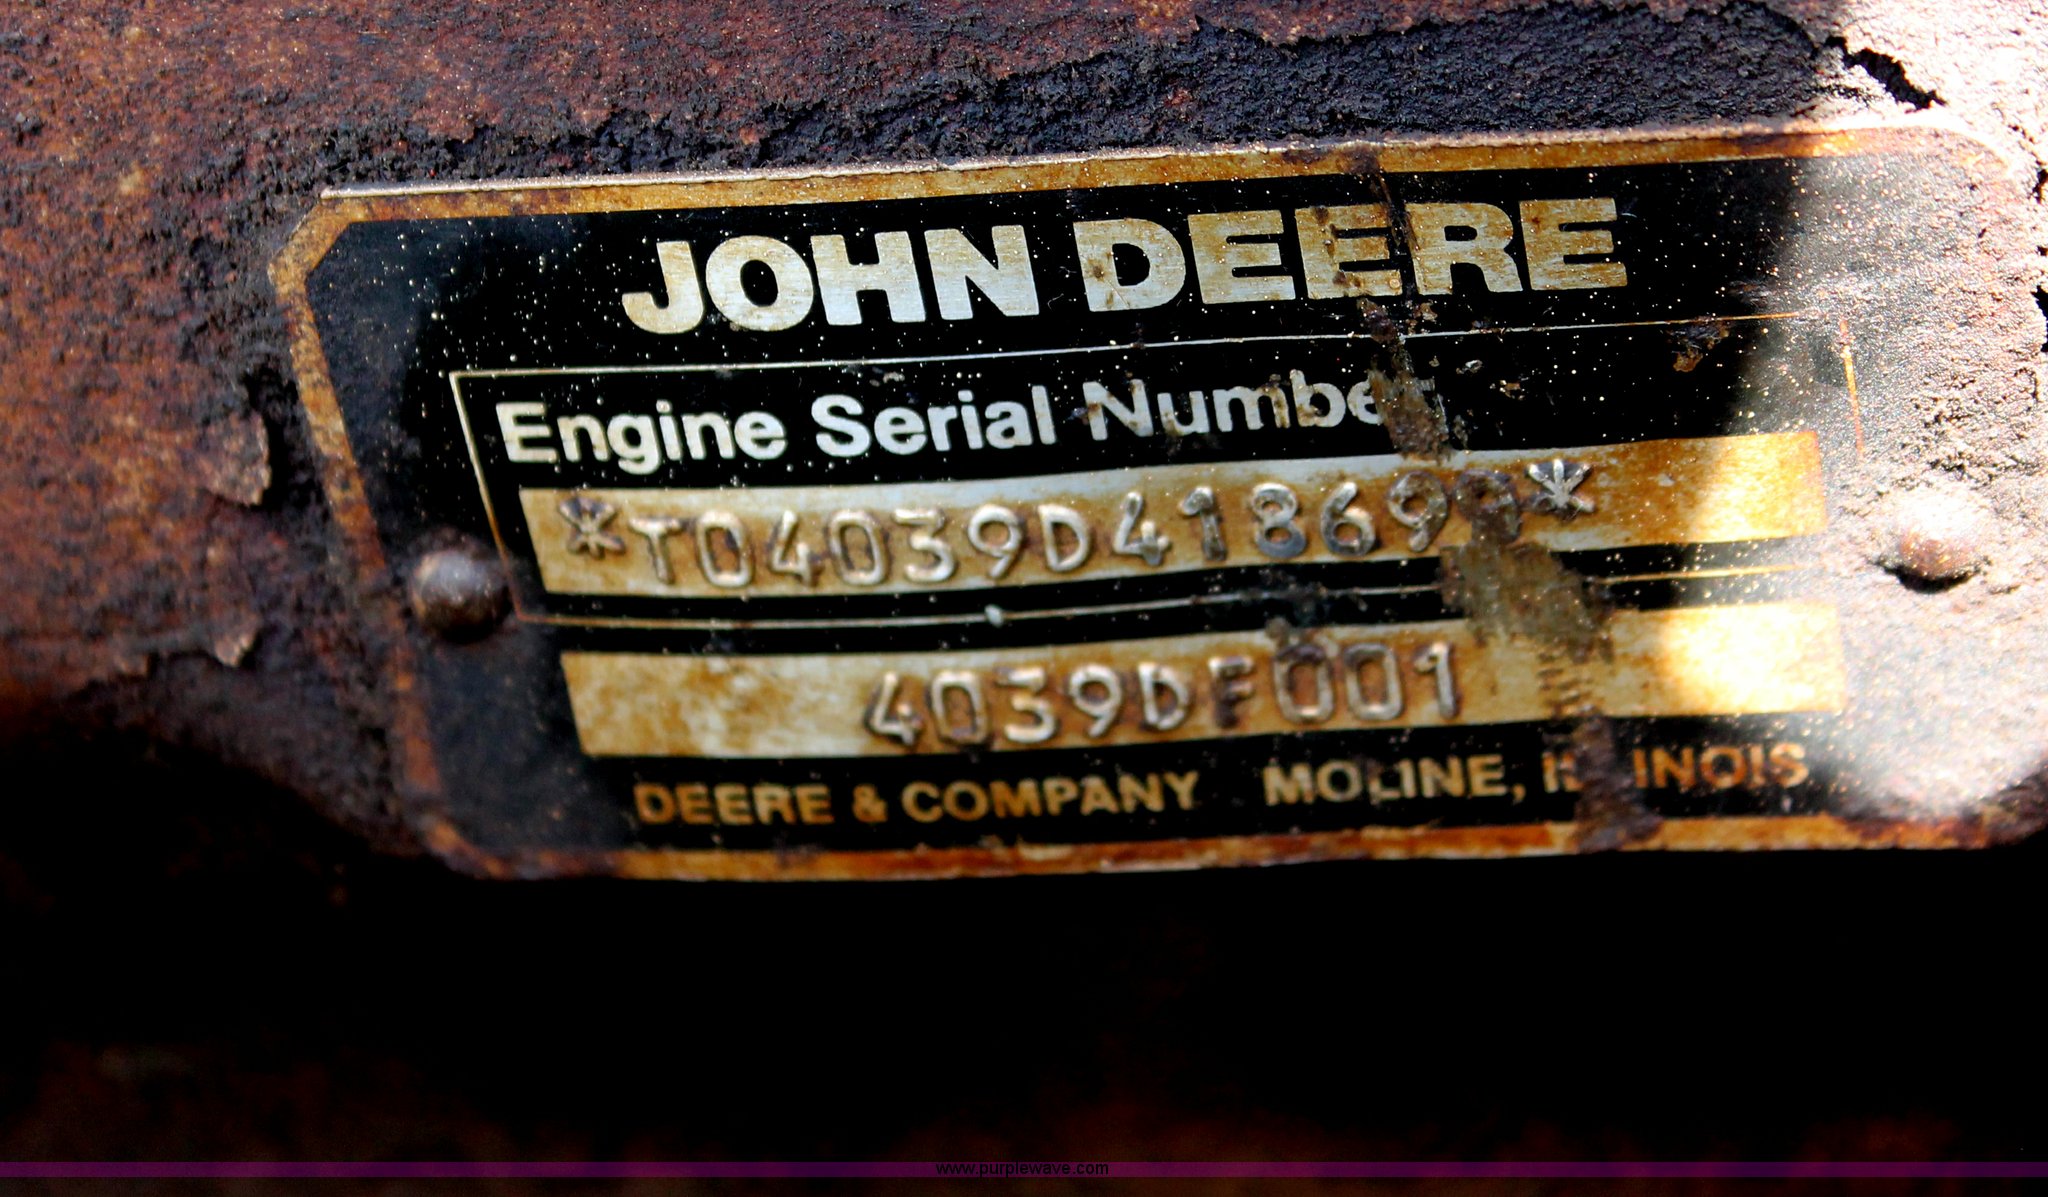 JOHN DEERE
Engine Serial Number
*T04039D418699*
4039DF001
DEERE & COMPANY MOLINE, ILLINOIS
www.purplewave.com